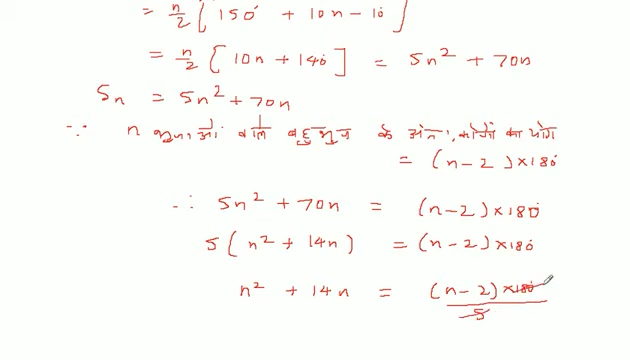 = n/2 [ 150° + 10n - 10 ]
= n/2 [ 10n + 140 ] = 5n² + 70n
Sn = 5n² + 70n
∵ n भुजाओं वाले बहुभुज के अंतः कोणों का योग
= (n-2) × 180
∴ 5n² + 70n = (n-2) × 180
5 ( n² + 14n ) = (n-2) × 180
n² + 14n = (n-2) × 180 / 5